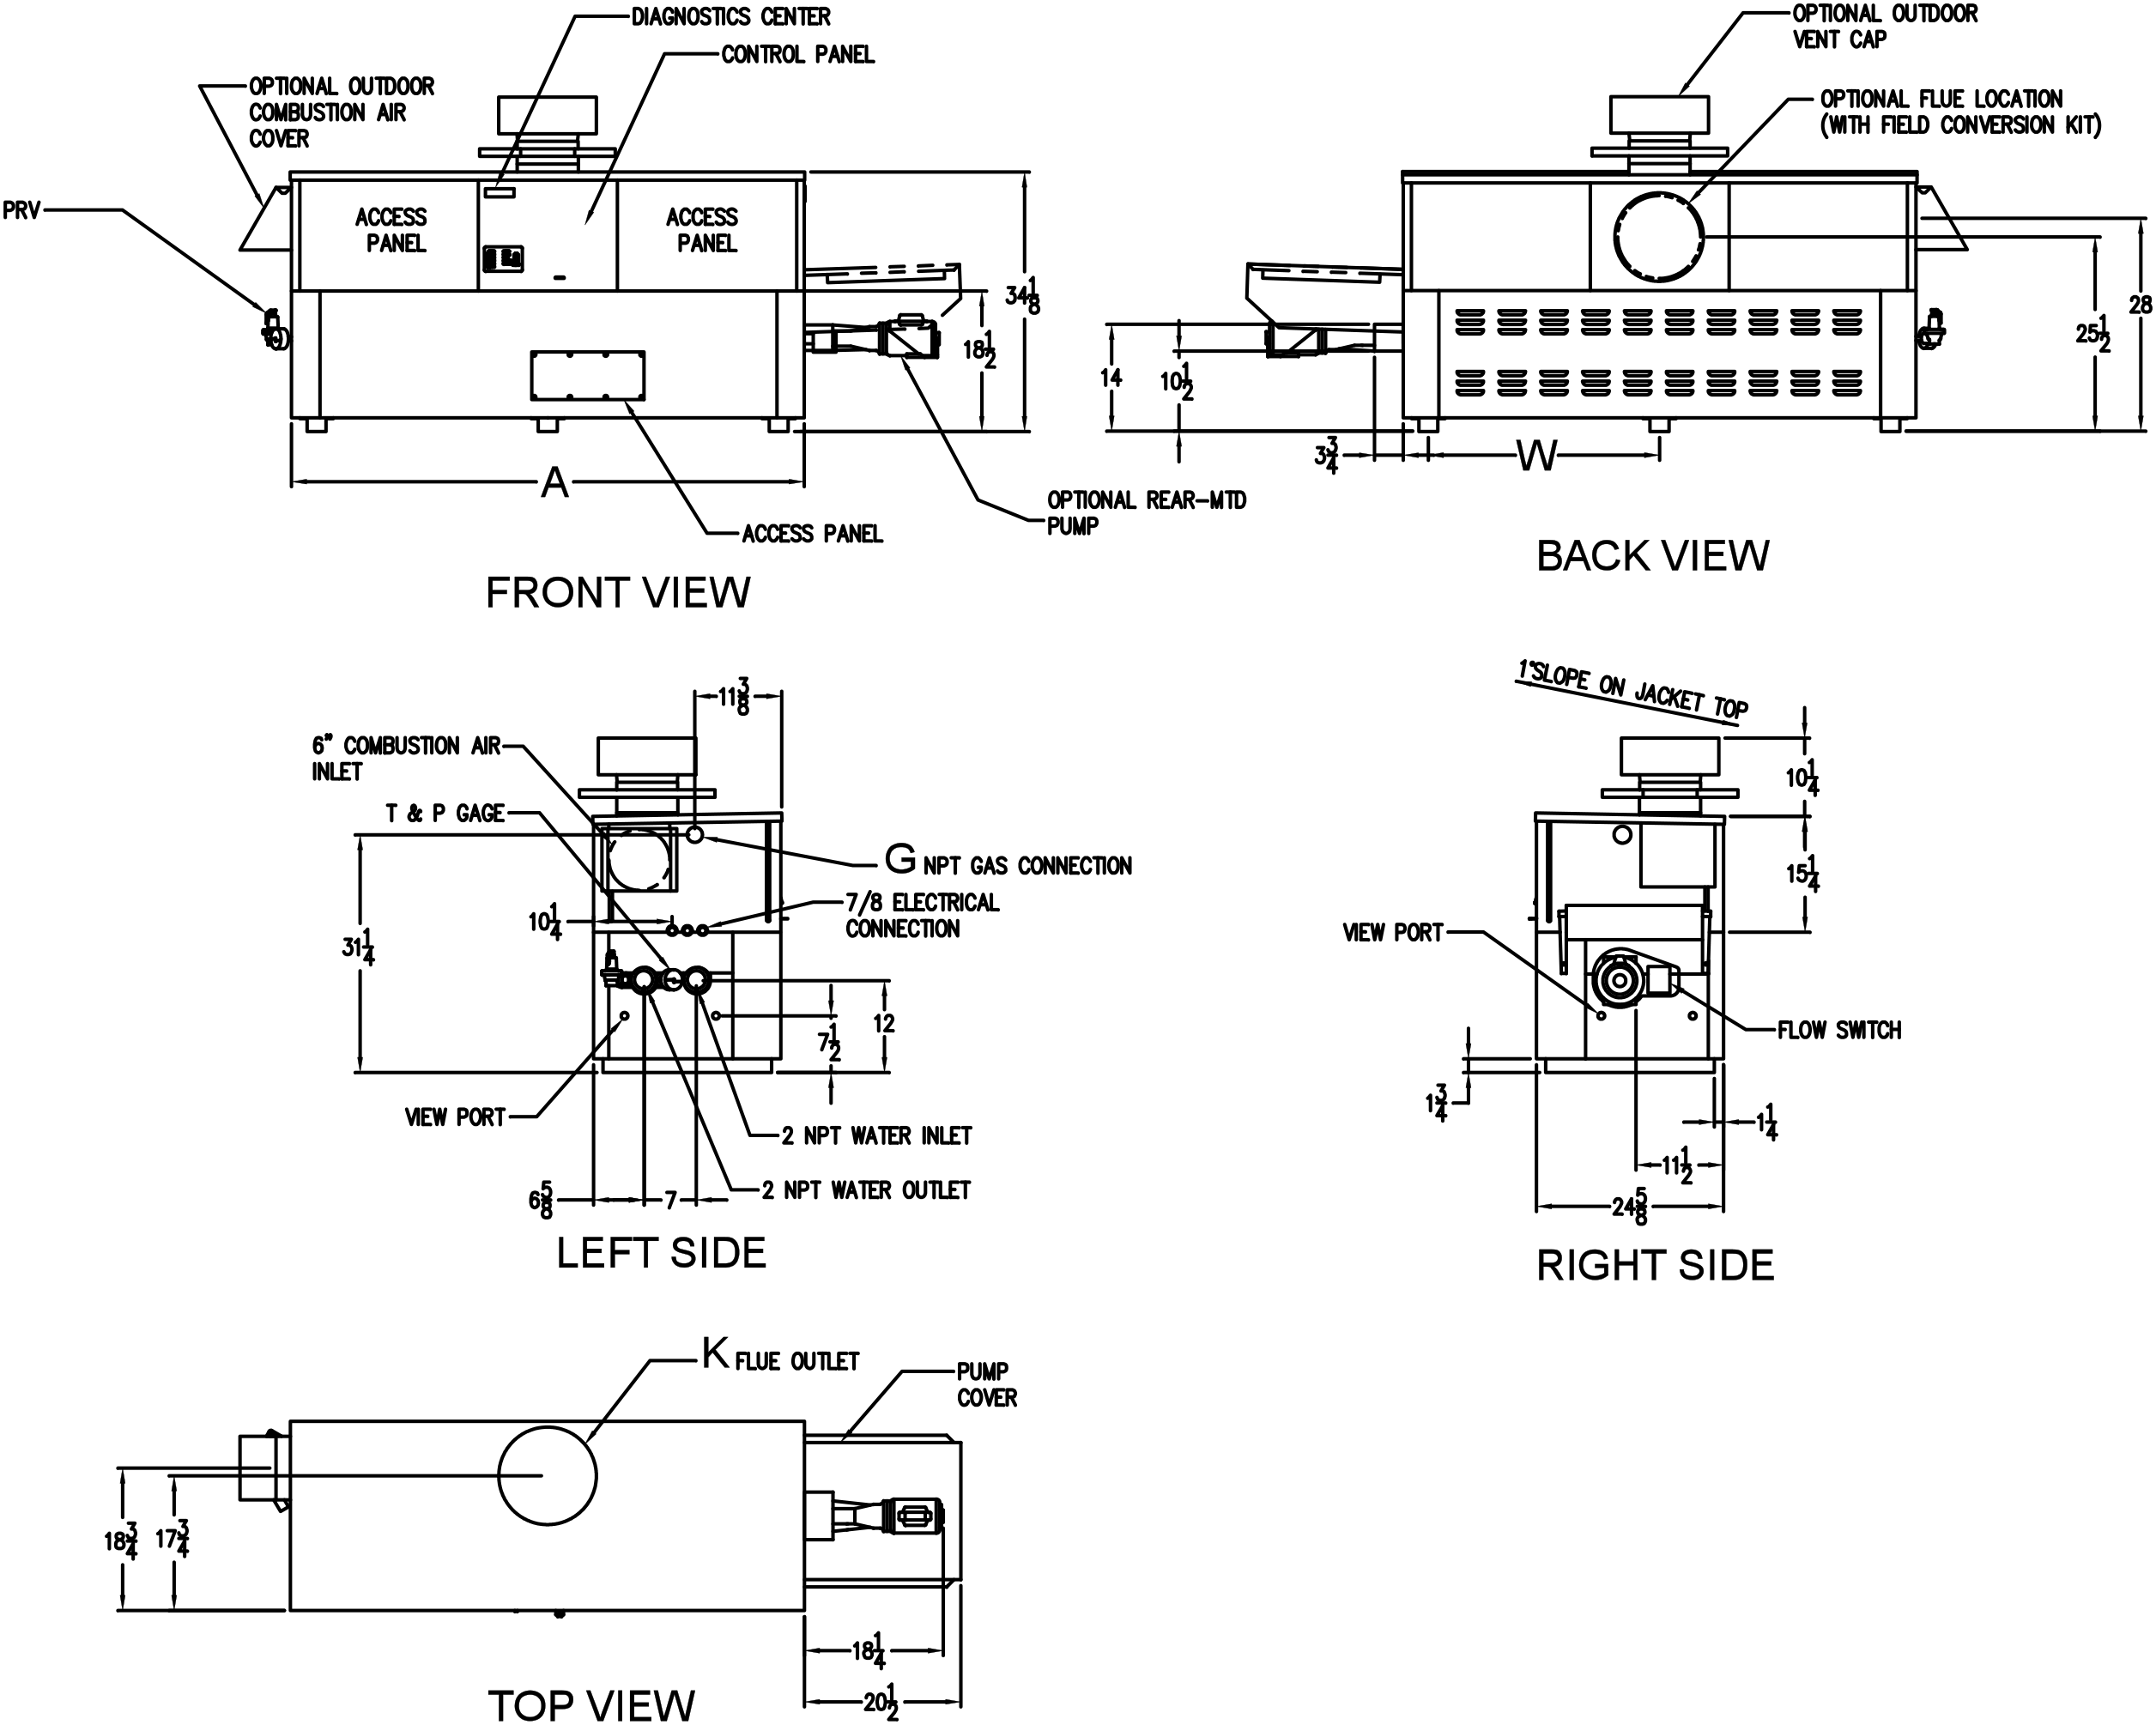 DIAGNOSTICS CENTER
CONTROL PANEL
OPTIONAL OUTDOOR
COMBUSTION AIR
COVER
PRV
ACCESS
PANEL
ACCESS
PANEL
34 1/8
18 1/2
A
ACCESS PANEL
OPTIONAL REAR-MTD
PUMP
FRONT VIEW
OPTIONAL OUTDOOR
VENT CAP
OPTIONAL FLUE LOCATION
(WITH FIELD CONVERSION KIT)
28
25 1/2
14
10 1/2
3 3/4
W
BACK VIEW
11 3/8
6" COMBUSTION AIR
INLET
T & P GAGE
G NPT GAS CONNECTION
7/8 ELECTRICAL
CONNECTION
10 1/4
31 1/4
12
7 1/2
VIEW PORT
2 NPT WATER INLET
2 NPT WATER OUTLET
6 5/8
7
LEFT SIDE
1° SLOPE ON JACKET TOP
10 1/4
15 1/4
VIEW PORT
FLOW SWITCH
1 3/4
1 1/4
11 1/2
24 5/8
RIGHT SIDE
K FLUE OUTLET
PUMP
COVER
18 3/4
17 3/4
18 1/4
20 1/2
TOP VIEW